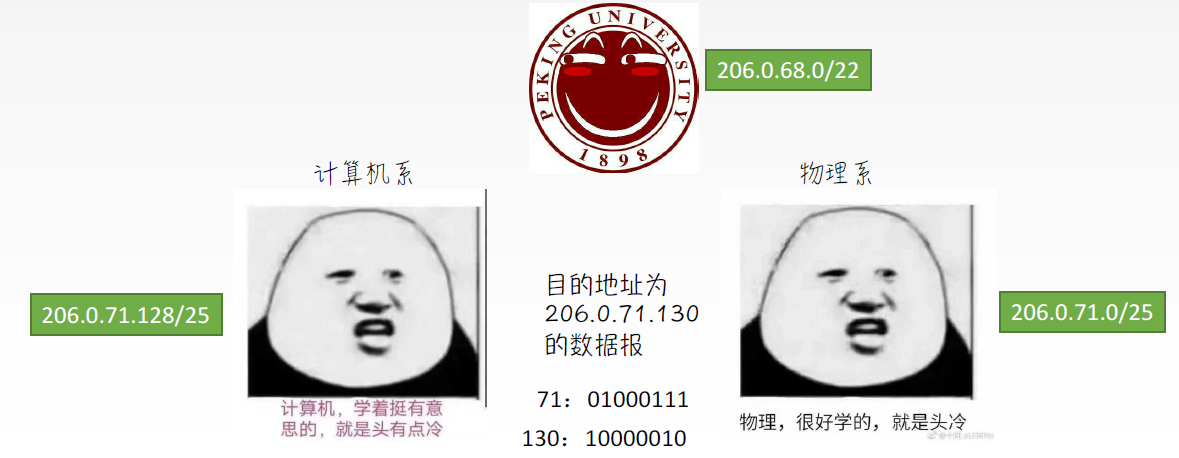 PEKING UNIVERSITY
1898
206.0.68.0/22
计算机系
物理系
206.0.71.128/25
目的地址为
206.0.71.130
的数据报
206.0.71.0/25
71：01000111
130：10000010
计算机，学着挺有意
思的，就是头有点冷
物理，很好学的，就是头冷